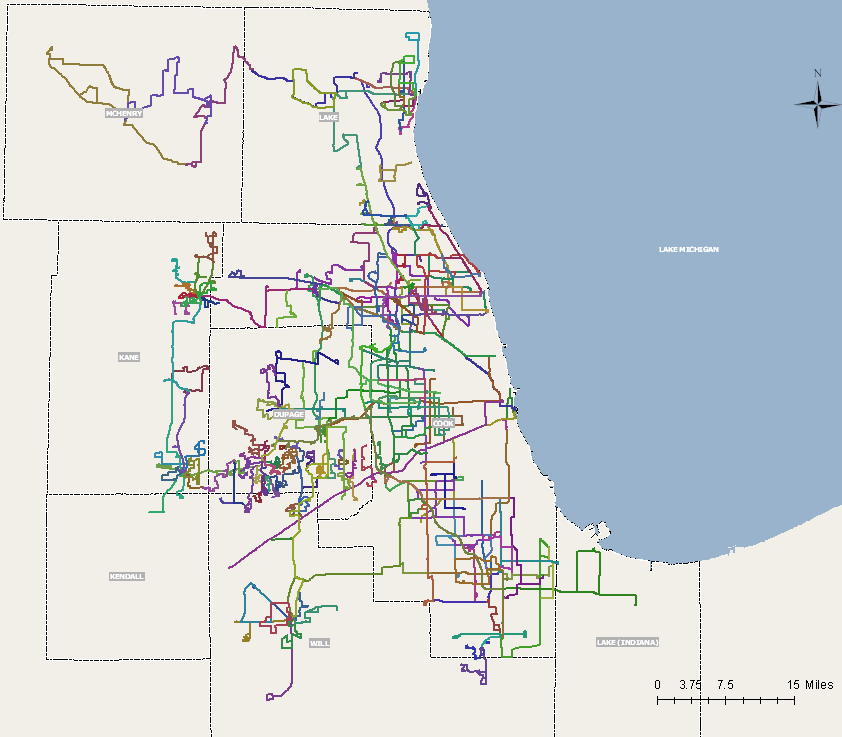 N
MCHENRY
LAKE
LAKE MICHIGAN
KANE
DUPAGE
COOK
KENDALL
WILL
LAKE (INDIANA)
0 3.75 7.5 15 Miles